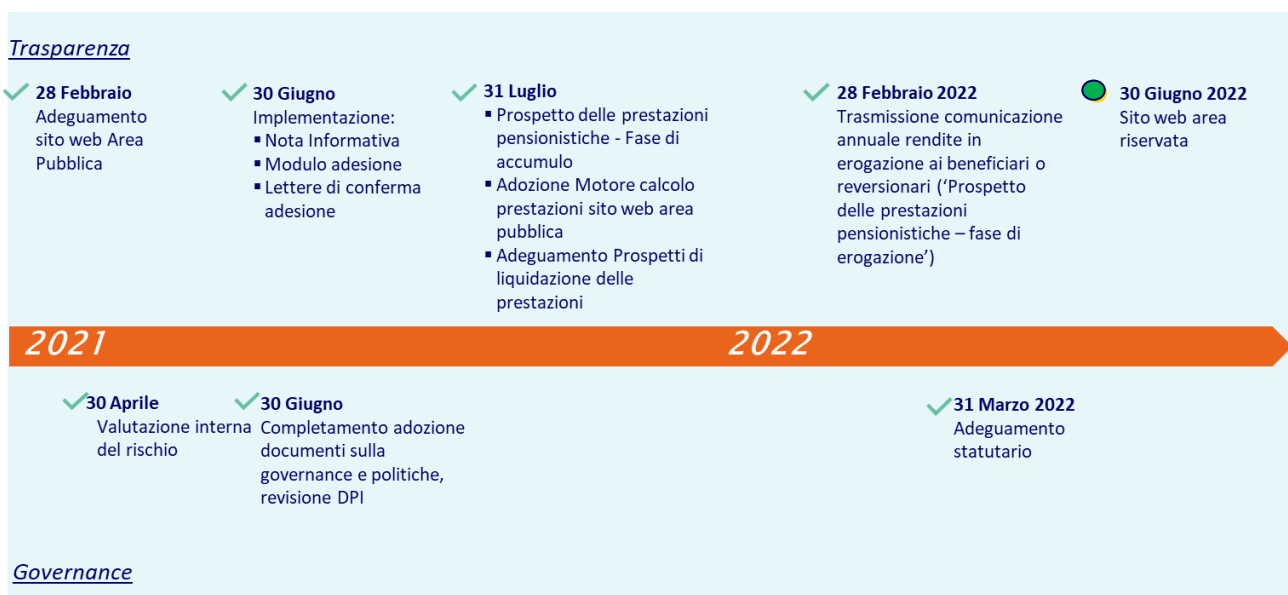 Trasparenza
28 Febbraio
Adeguamento
sito web Area
Pubblica
30 Giugno
Implementazione:
▪ Nota Informativa
▪ Modulo adesione
▪ Lettere di conferma
adesione
31 Luglio
▪ Prospetto delle prestazioni
pensionistiche - Fase di
accumulo
▪ Adozione Motore calcolo
prestazioni sito web area
pubblica
▪ Adeguamento Prospetti di
liquidazione delle
prestazioni
28 Febbraio 2022
Trasmissione comunicazione
annuale rendite in
erogazione ai beneficiari o
reversionari (‘Prospetto
delle prestazioni
pensionistiche – fase di
erogazione’)
30 Giugno 2022
Sito web area
riservata
2021
2022
30 Aprile
Valutazione interna
del rischio
30 Giugno
Completamento adozione
documenti sulla
governance e politiche,
revisione DPI
31 Marzo 2022
Adeguamento
statutario
Governance